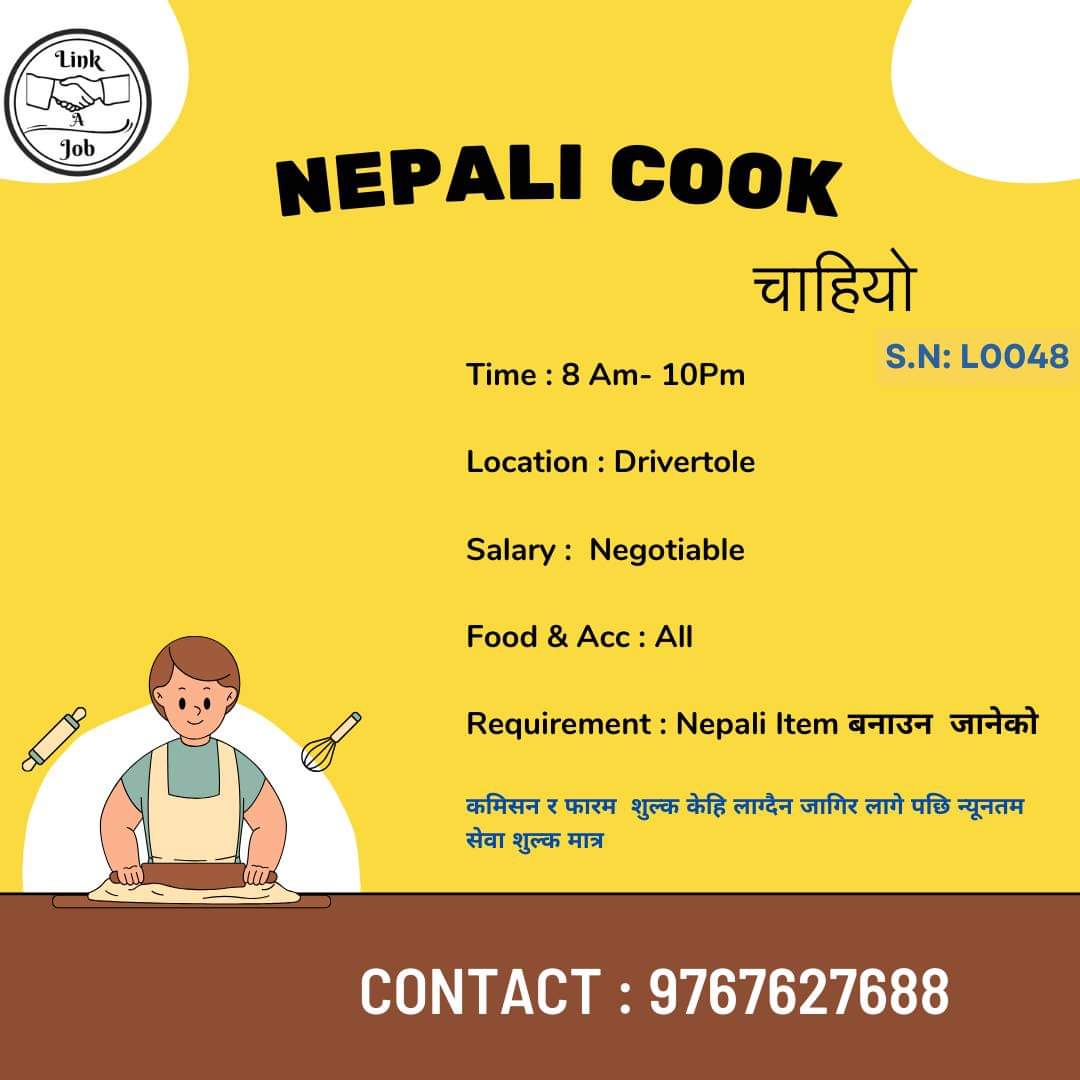 Link
A
Job
NEPALI COOK
चाहियो
S.N: L0048
Time : 8 Am- 10Pm
Location : Drivertole
Salary :  Negotiable
Food & Acc : All
Requirement : Nepali Item बनाउन  जानेको
कमिसन र फारम  शुल्क केहि लाग्दैन जागिर लागे पछि न्यूनतम
सेवा शुल्क मात्र
CONTACT : 9767627688